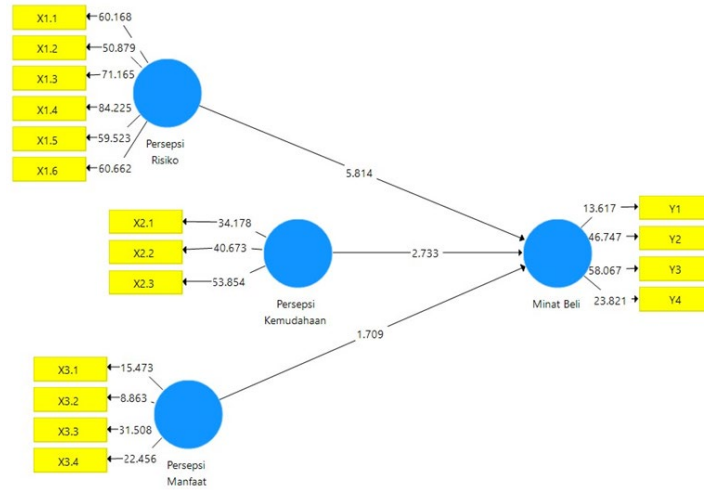 X1.1
60.168
X1.2
50.879
X1.3
71.165
X1.4
84.225
X1.5
59.523
X1.6
60.662
Persepsi
Risiko
5.814
X2.1
34.178
X2.2
40.673
X2.3
53.854
Persepsi
Kemudahaan
2.733
X3.1
15.473
X3.2
8.863
X3.3
31.508
X3.4
22.456
Persepsi
Manfaat
1.709
Minat Beli
13.617
Y1
46.747
Y2
58.067
Y3
23.821
Y4